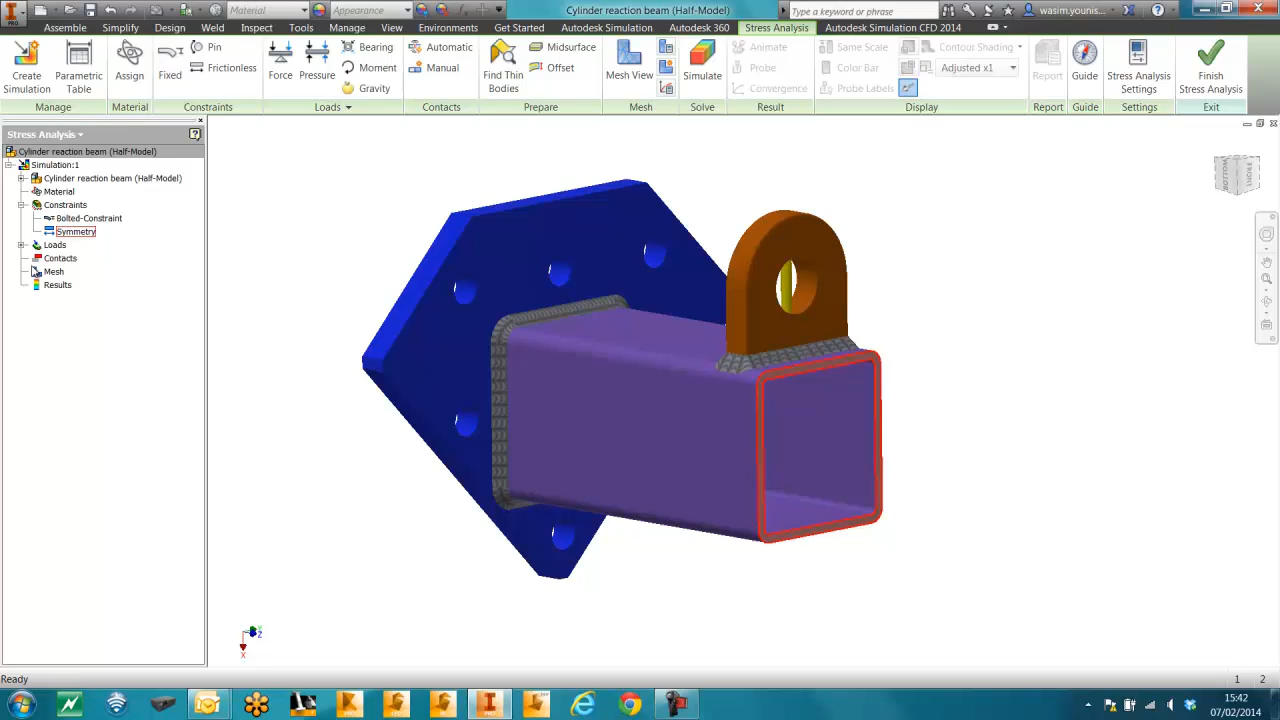 PRO
Material
Appearance
Cylinder reaction beam (Half-Model)
Type a keyword or phrase
wasim.younis...
Assemble Simplify Design Weld Inspect Tools Manage View Environments Get Started Autodesk Simulation Autodesk 360 Stress Analysis Autodesk Simulation CFD 2014
Create Simulation
Parametric Table
Manage
Assign
Material
Fixed
Pin
Frictionless
Constraints
Force
Pressure
Bearing
Moment
Gravity
Loads
Automatic
Manual
Contacts
Find Thin Bodies
Midsurface
Offset
Prepare
Mesh View
Mesh
Simulate
Solve
Animate
Probe
Convergence
Result
Same Scale
Color Bar
Probe Labels
Contour Shading
Adjusted x1
Display
Report
Report
Guide
Guide
Stress Analysis Settings
Settings
Finish Stress Analysis
Exit
Stress Analysis
Cylinder reaction beam (Half-Model)
Simulation:1
Cylinder reaction beam (Half-Model)
Material
Constraints
Bolted-Constraint
Symmetry
Loads
Contacts
Mesh
Results
Z
X
Ready
1 2
15:42
07/02/2014